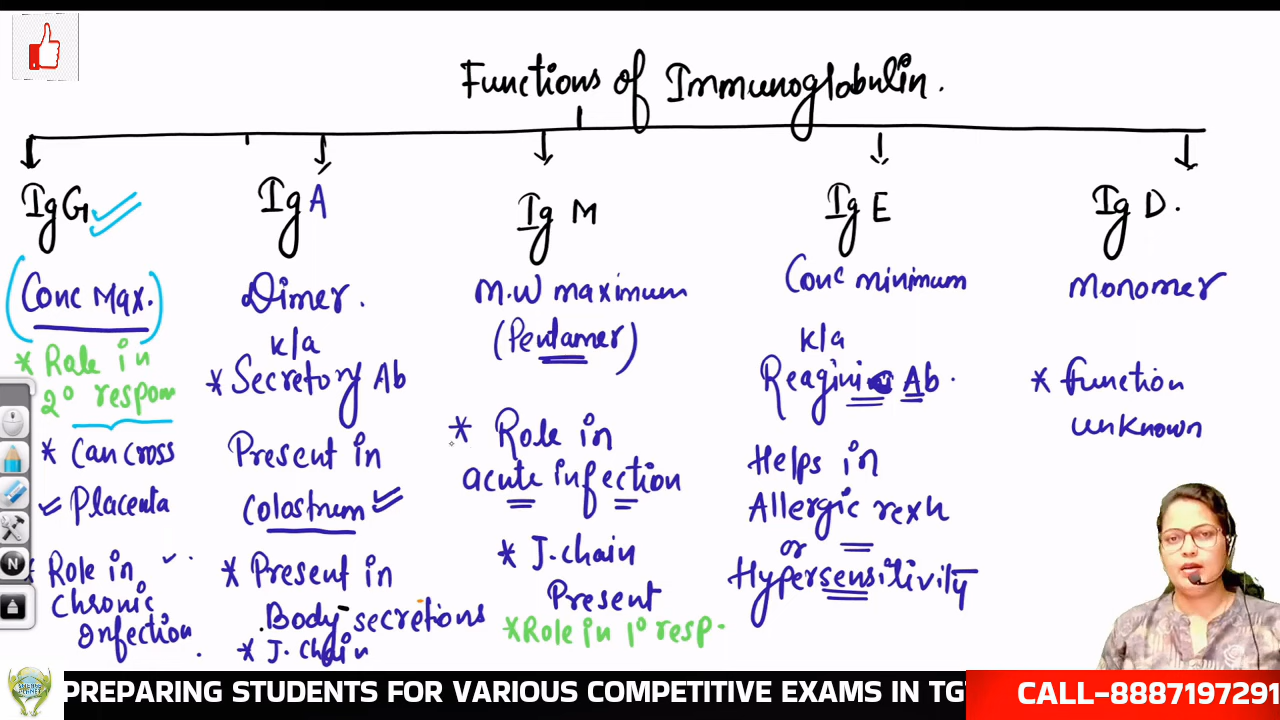 Functions of Immunoglobulin.
IgG
(Conc Max.)
* Role in
2° respon
* Can cross
Placenta
* Role in
Chronic
Infection.
Ig A
Dimer.
k/a
* Secretory Ab
Present in
Colostrum
* Present in
Body secretions
* J. chain
Ig M
M.W maximum
(Pentamer)
* Role in
acute infection
* J. chain
Present
* Role in 1° resp.
Ig E
Conc minimum
k/a
Reaginic Ab.
Helps in
Allergic rexn
or
Hypersensitivity
Ig D.
monomer
* function
unknown
N
PREPARING STUDENTS FOR VARIOUS COMPETITIVE EXAMS IN TG
CALL-8887197291